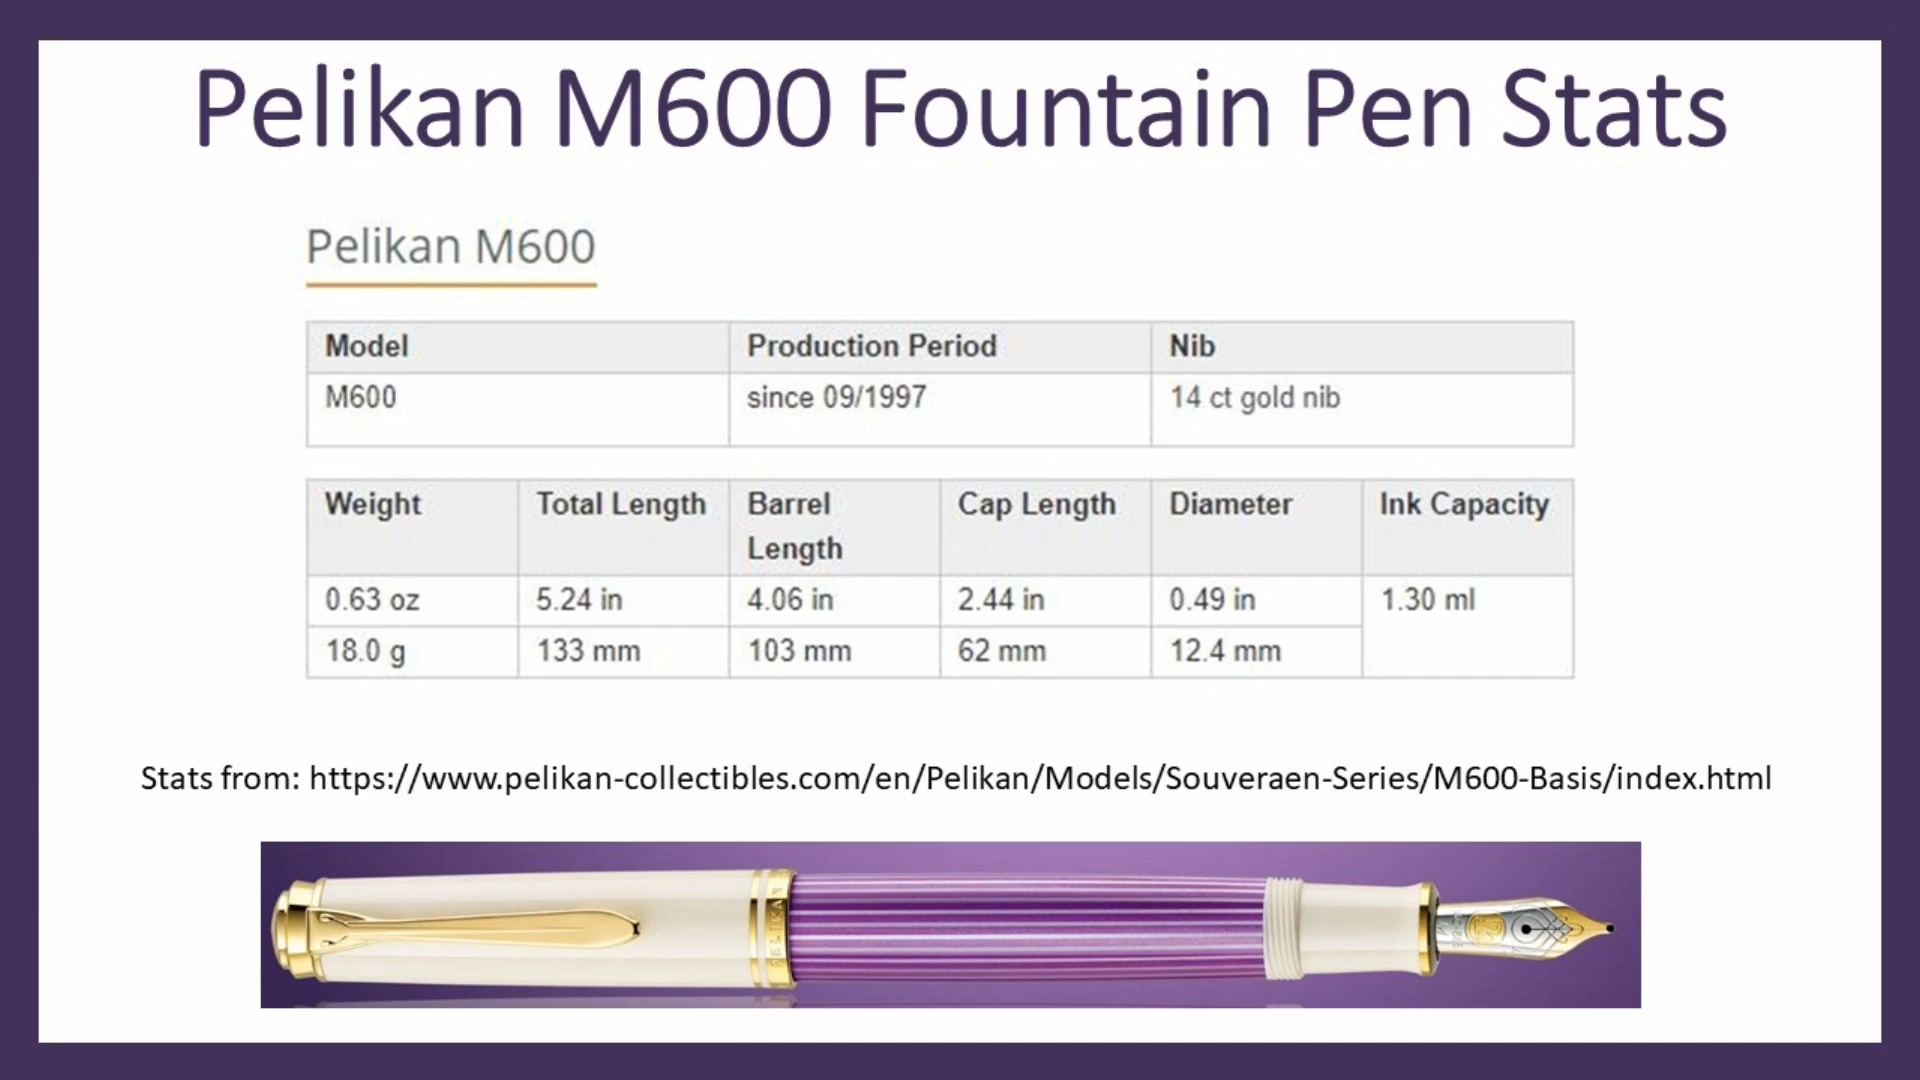 Pelikan M600 Fountain Pen Stats
Pelikan M600
Model Production Period Nib
M600 since 09/1997 14 ct gold nib
Weight Total Length Barrel Length Cap Length Diameter Ink Capacity
0.63 oz 5.24 in 4.06 in 2.44 in 0.49 in 1.30 ml
18.0 g 133 mm 103 mm 62 mm 12.4 mm
Stats from: https://www.pelikan-collectibles.com/en/Pelikan/Models/Souveraen-Series/M600-Basis/index.html
PELIKAN